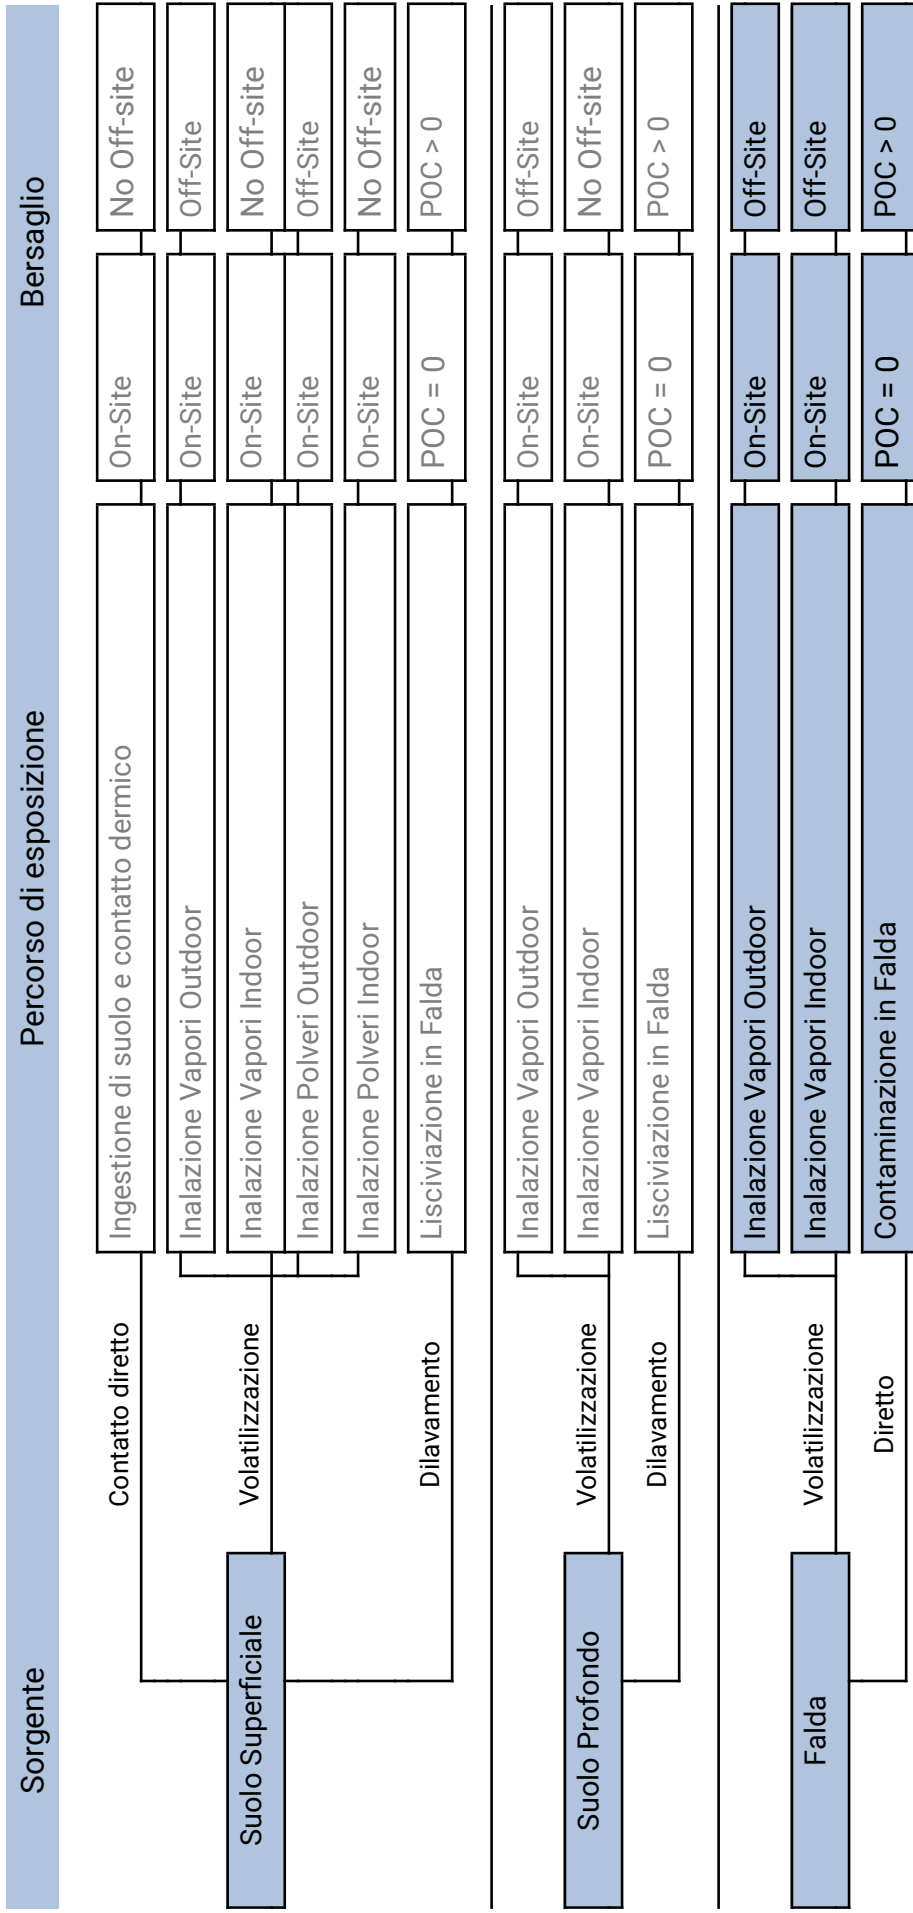 Sorgente
Percorso di esposizione
Bersaglio
Suolo Superficiale
Contatto diretto
Ingestione di suolo e contatto dermico
On-Site
No Off-site
Volatilizzazione
Inalazione Vapori Outdoor
On-Site
Off-Site
Inalazione Vapori Indoor
On-Site
No Off-site
Inalazione Polveri Outdoor
On-Site
Off-Site
Inalazione Polveri Indoor
On-Site
No Off-site
Dilavamento
Lisciviazione in Falda
POC = 0
POC > 0
Suolo Profondo
Volatilizzazione
Inalazione Vapori Outdoor
On-Site
Off-Site
Inalazione Vapori Indoor
On-Site
No Off-site
Dilavamento
Lisciviazione in Falda
POC = 0
POC > 0
Falda
Volatilizzazione
Inalazione Vapori Outdoor
On-Site
Off-Site
Inalazione Vapori Indoor
On-Site
Off-Site
Diretto
Contaminazione in Falda
POC = 0
POC > 0